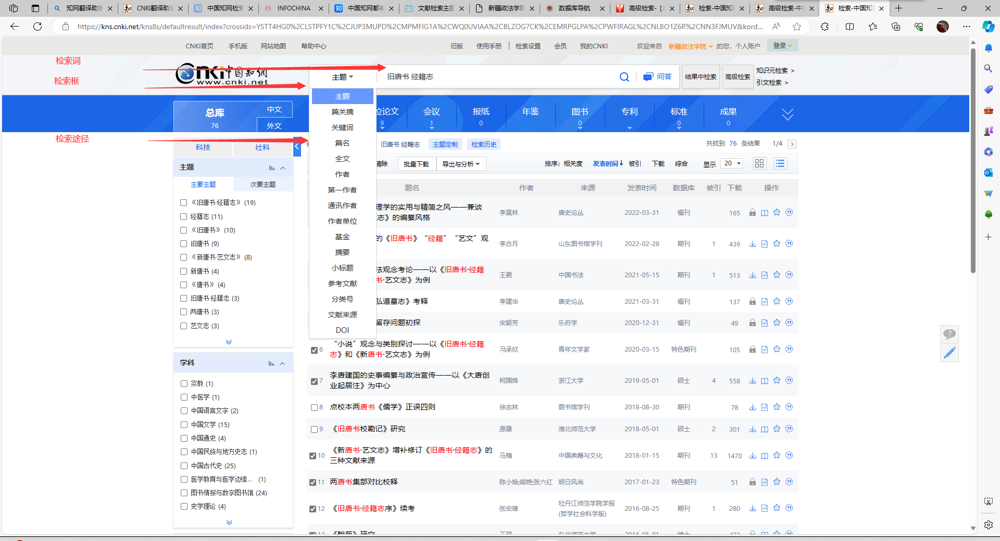 知网翻译助手
CNKI翻译助手
中国知网检索
INFOCHINA
中国知网都有
文献检索主题
新疆政法学院
数据库导航
高级检索-【
检索-中国知网
高级检索-中
检索-中国知
https://kns.cnki.net/kns8s/defaultresult/index?crossids=YSTT4HG0%2CLSTPFY1C%2CJUP3MUPD%2CMPMFIG1A%2CWQ0UVIAA%2CBLZOG7CK%2CEMRPGLPA%2CPWFIRAGL%2CNLBO1Z6R%2CNN3FJMUV&kord...
CNKI首页 手机版 网站地图 帮助中心 旧版 使用手册 检索设置 会员 我的CNKI 欢迎来自 新疆政法学院 的您, 个人账户 登录
检索词
检索框
检索途径
cnki中国知网
www.cnki.net
主题 旧唐书 经籍志 问答 结果中检索 高级检索
知识元检索 >
引文检索 >
总库
76
中文
外文
位论文
9
会议
1
报纸
0
年鉴
图书
0
专利
标准
0
成果
0
主题
篇关摘
关键词
篇名
全文
作者
第一作者
通讯作者
作者单位
基金
摘要
小标题
参考文献
分类号
文献来源
DOI
科技 社科
主题
主要主题 次要主题
《旧唐书·经籍志》 (19)
经籍志 (11)
《旧唐书》 (10)
旧唐书 (9)
《新唐书·艺文志》 (8)
新唐书 (4)
《唐书》 (4)
旧唐书·经籍志 (3)
两唐书 (3)
艺文志 (3)
学科
宗教 (1)
中医学 (1)
中国语言文字 (2)
中国文学 (15)
中国通史 (4)
中国民族与地方史志 (1)
中国古代史 (25)
医学教育与医学边缘... (1)
图书情报与数字图书馆 (24)
史学理论 (4)
旧唐书 经籍志 主题定制 检索历史 共找到 76 条结果 1/4 >
清除 批量下载 导出与分析 排序: 相关度 发表时间↓ 被引 下载 综合 显示 20
题名 作者 来源 发表时间 数据库 被引 下载 操作
理学的实用与精简之风——兼谈
志》的编纂风格
李昊林 唐史论丛 2022-03-31 辑刊 165
的《旧唐书》“经籍”“艺文”观
李古月 山东图书馆学刊 2022-02-28 期刊 1 439
法观念考论——以《旧唐书·经籍
书·艺文志》为例
王震 中国书法 2021-05-15 期刊 1 513
弘道墓志》考释 李建华 唐史论丛 2021-03-31 辑刊 137
留存问题初探 宋颖芳 乐府学 2020-12-31 辑刊 49
6 “小说”观念与类别探讨——以《旧唐书·经籍
志》和《新唐书·艺文志》为例
冯承欣 青年文学家 2020-03-15 特色期刊 105
7 李唐建国的史事编纂与政治宣传——以《大唐创
业起居注》为中心
柯国烽 浙江大学 2019-05-01 硕士 4 558
8 点校本两唐书《儒学》正误四则 徐志林 图书馆学刊 2018-08-30 期刊 78
9 《旧唐书校勘记》研究 原康 淮北师范大学 2018-05-01 硕士 2 301
10 《新唐书·艺文志》增补修订《旧唐书·经籍志》的
三种文献来源
马楠 中国典籍与文化 2018-01-15 期刊 13 1470
11 两唐书集部对比校释 陈小焕;熊艳;张六红 明日风尚 2017-01-23 特色期刊 51
12 《旧唐书·经籍志序》续考 张宏锋 牡丹江师范学院学报
(哲学社会科学版)
2016-08-25 期刊 1 280